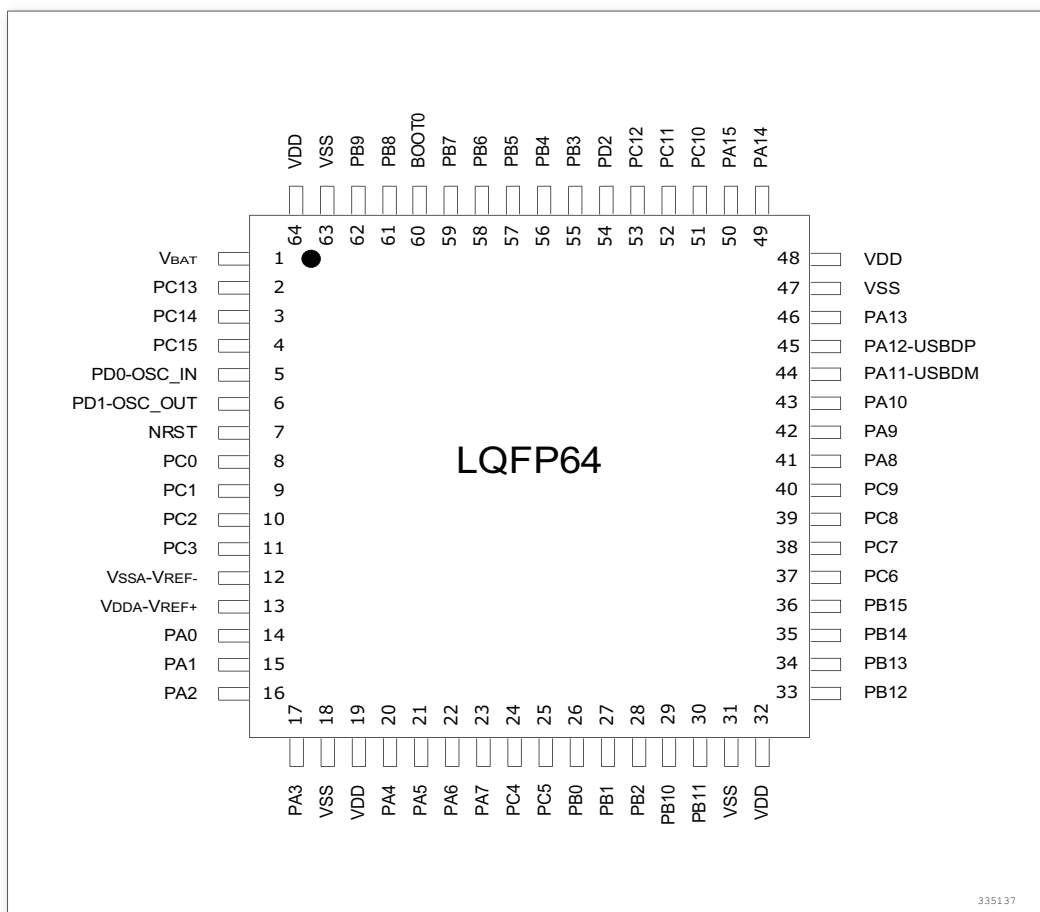 VDD
VSS
PB9
PB8
BOOT0
PB7
PB6
PB5
PB4
PB3
PD2
PC12
PC11
PC10
PA15
PA14
64
63
62
61
60
59
58
57
56
55
54
53
52
51
50
49
VBAT 1
PC13 2
PC14 3
PC15 4
PD0-OSC_IN 5
PD1-OSC_OUT 6
NRST 7
PC0 8
PC1 9
PC2 10
PC3 11
VSSA-VREF- 12
VDDA-VREF+ 13
PA0 14
PA1 15
PA2 16
LQFP64
48 VDD
47 VSS
46 PA13
45 PA12-USBDP
44 PA11-USBDM
43 PA10
42 PA9
41 PA8
40 PC9
39 PC8
38 PC7
37 PC6
36 PB15
35 PB14
34 PB13
33 PB12
17
18
19
20
21
22
23
24
25
26
27
28
29
30
31
32
PA3
VSS
VDD
PA4
PA5
PA6
PA7
PC4
PC5
PB0
PB1
PB2
PB10
PB11
VSS
VDD
335137